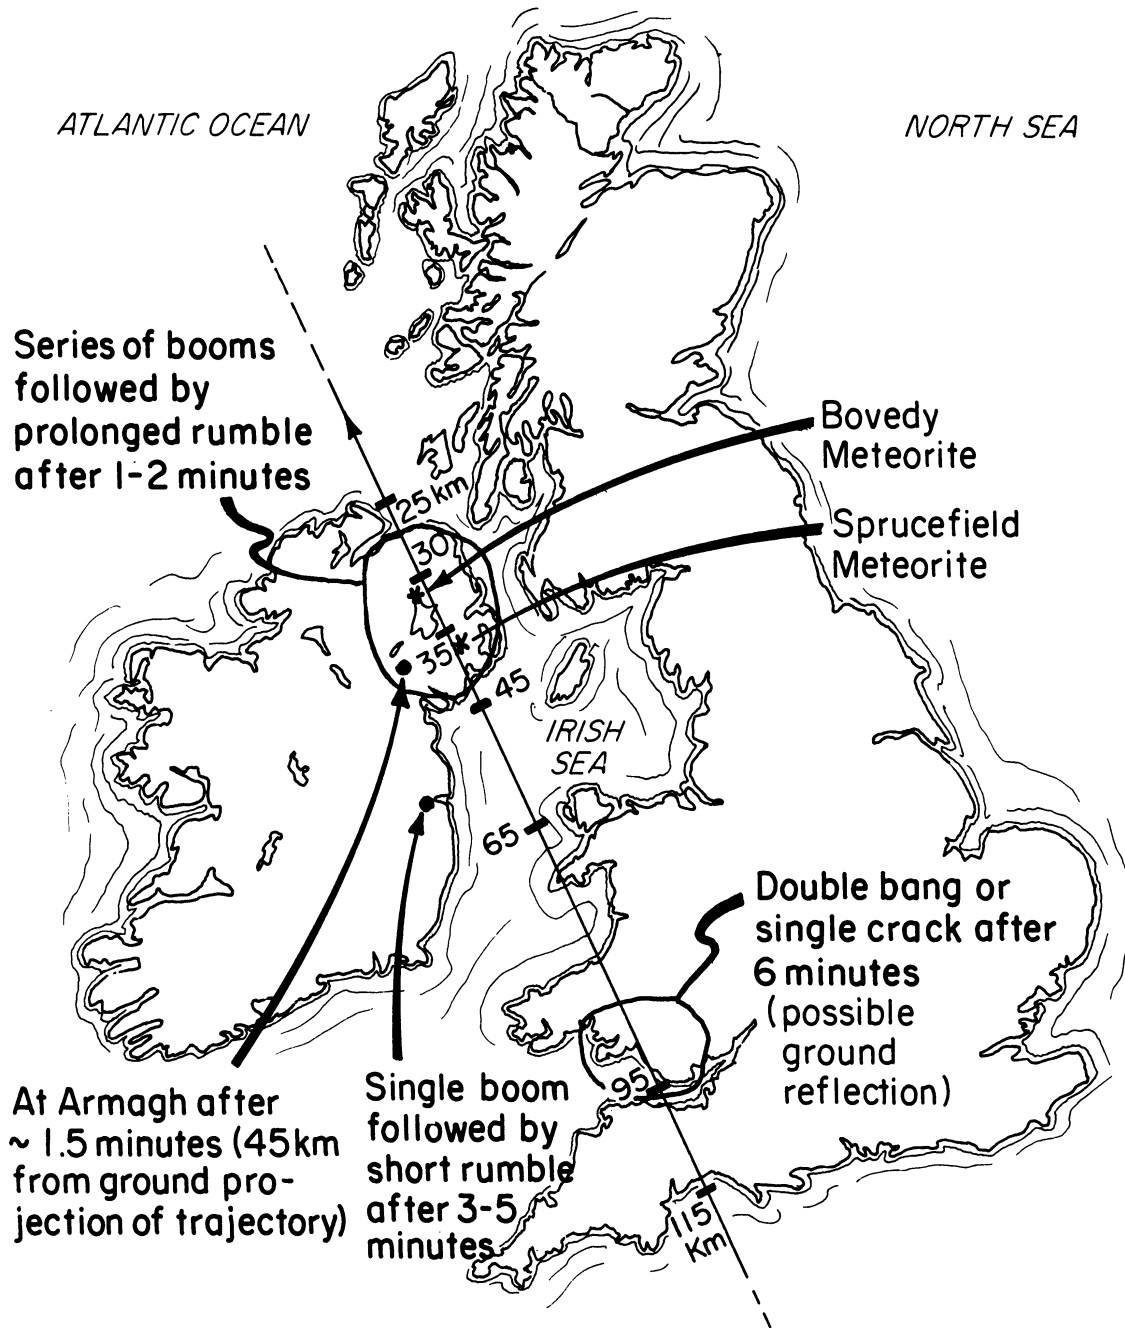 ATLANTIC OCEAN
NORTH SEA
Series of booms
followed by
prolonged rumble
after 1-2 minutes
Bovedy
Meteorite
Sprucefield
Meteorite
25 km
30
35
45
IRISH
SEA
65
Double bang or
single crack after
6 minutes
(possible
ground
reflection)
95
At Armagh after
~ 1.5 minutes (45km
from ground pro-
jection of trajectory)
Single boom
followed by
short rumble
after 3-5
minutes
115
Km